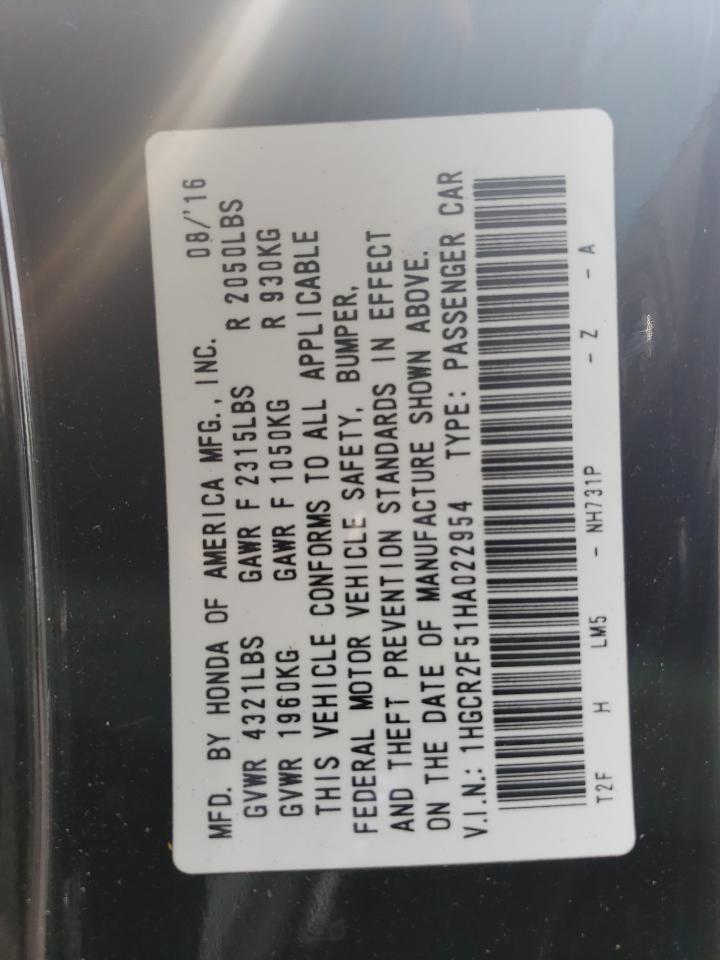 MFD. BY HONDA OF AMERICA MFG., INC. 08/'16
GVWR 4321LBS GAWR F 2315LBS R 2050LBS
GVWR 1960KG GAWR F 1050KG R 930KG
THIS VEHICLE CONFORMS TO ALL APPLICABLE
FEDERAL MOTOR VEHICLE SAFETY, BUMPER,
AND THEFT PREVENTION STANDARDS IN EFFECT
ON THE DATE OF MANUFACTURE SHOWN ABOVE.
V.I.N.: 1HGCR2F51HA022954 TYPE: PASSENGER CAR
T2F H LM5 - NH731P - Z - A